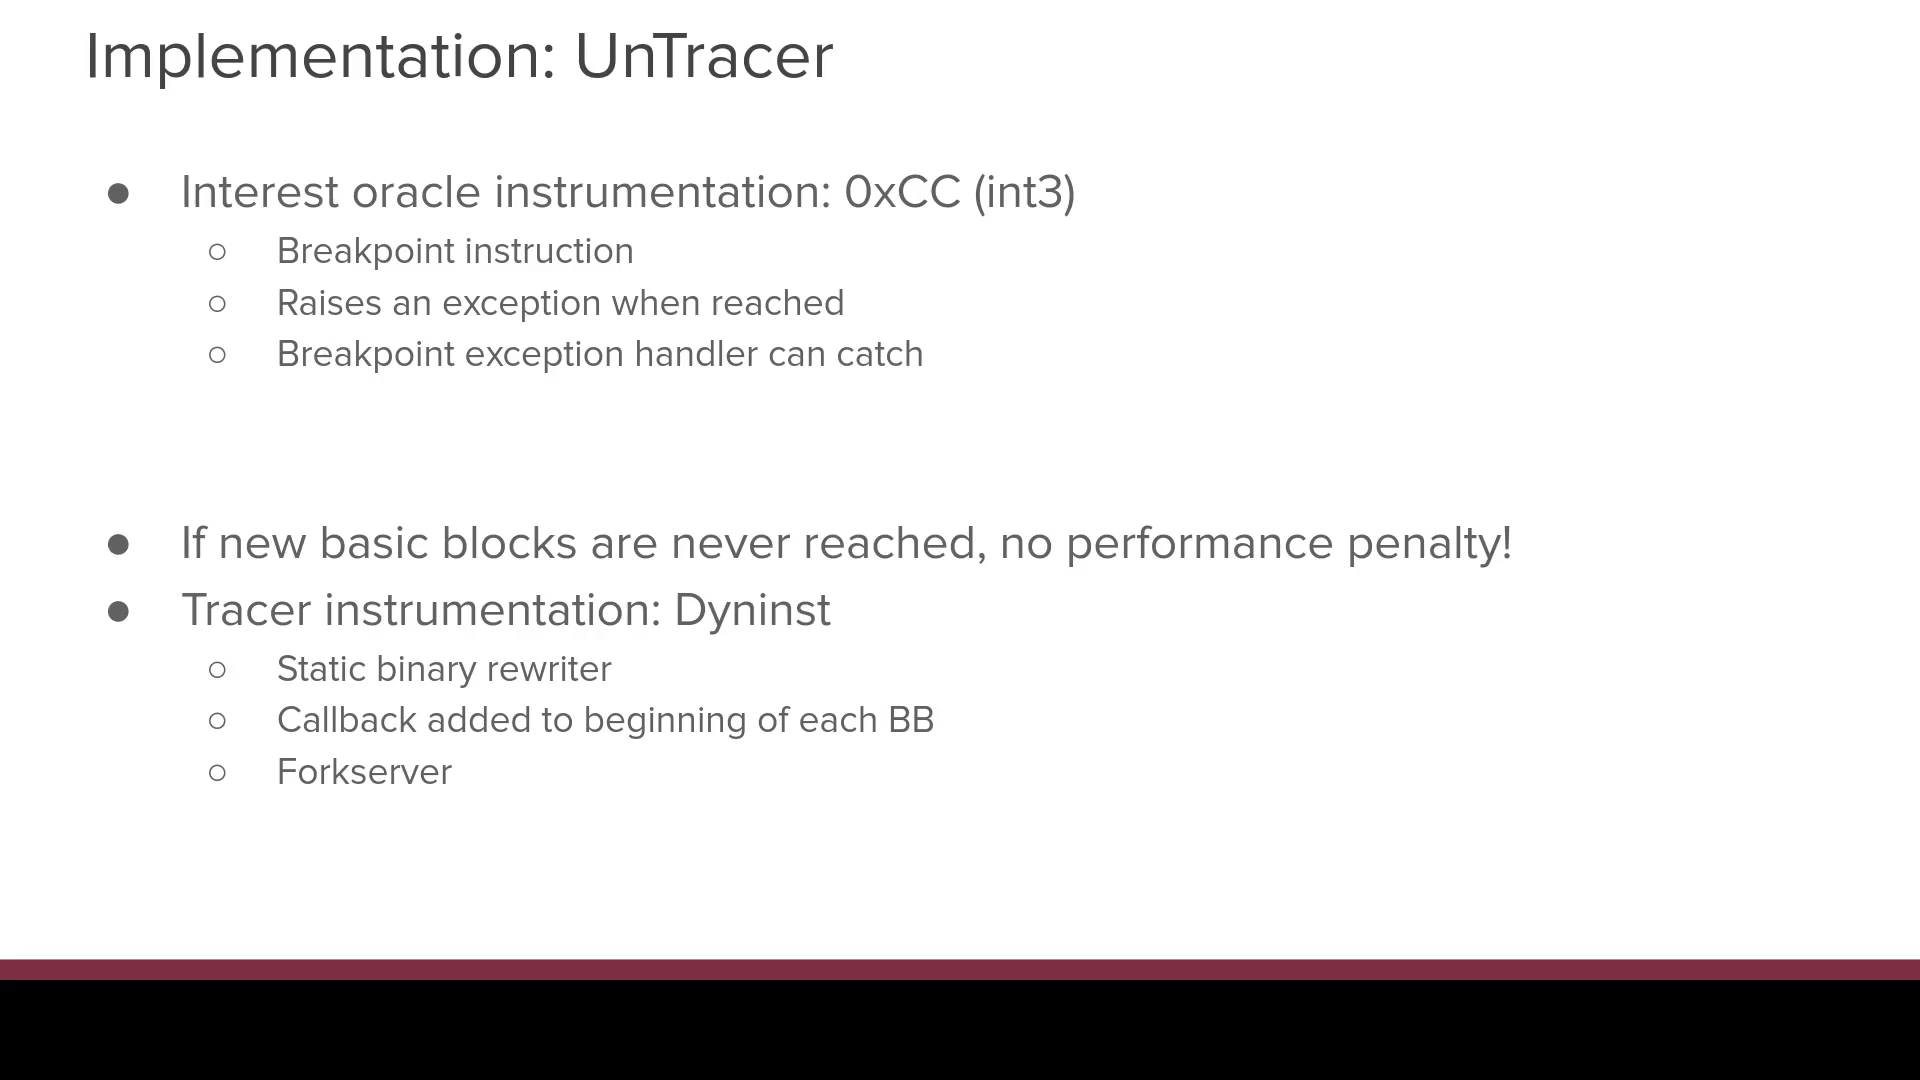 Implementation: UnTracer
● Interest oracle instrumentation: 0xCC (int3)
○ Breakpoint instruction
○ Raises an exception when reached
○ Breakpoint exception handler can catch
● If new basic blocks are never reached, no performance penalty!
● Tracer instrumentation: Dyninst
○ Static binary rewriter
○ Callback added to beginning of each BB
○ Forkserver